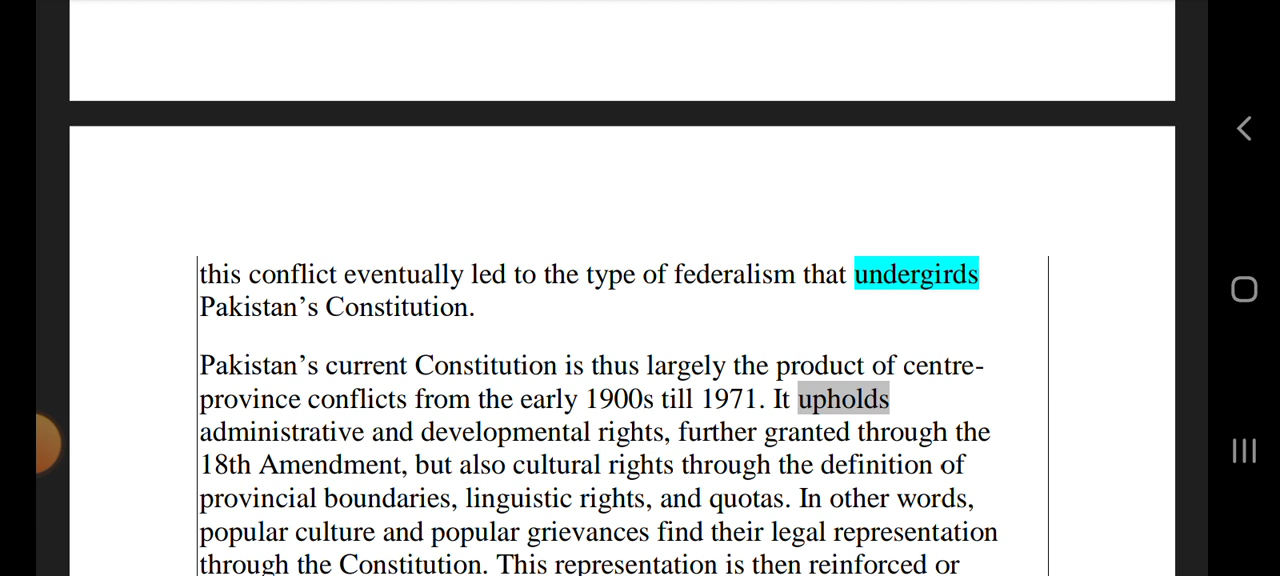 this conflict eventually led to the type of federalism that undergirds
Pakistan’s Constitution.
Pakistan’s current Constitution is thus largely the product of centre-
province conflicts from the early 1900s till 1971. It upholds
administrative and developmental rights, further granted through the
18th Amendment, but also cultural rights through the definition of
provincial boundaries, linguistic rights, and quotas. In other words,
popular culture and popular grievances find their legal representation
through the Constitution. This representation is then reinforced or